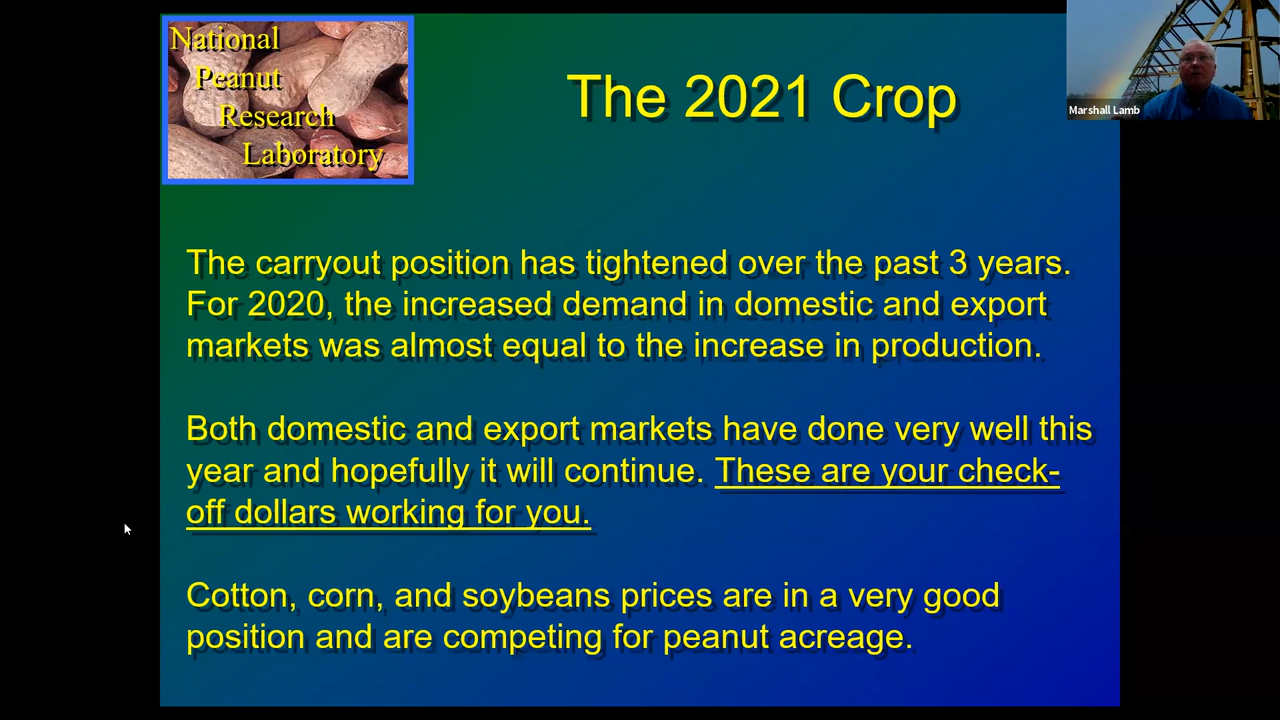 National
Peanut
Research
Laboratory
The 2021 Crop
Marshall Lamb
The carryout position has tightened over the past 3 years.
For 2020, the increased demand in domestic and export
markets was almost equal to the increase in production.
Both domestic and export markets have done very well this
year and hopefully it will continue. These are your check-
off dollars working for you.
Cotton, corn, and soybeans prices are in a very good
position and are competing for peanut acreage.